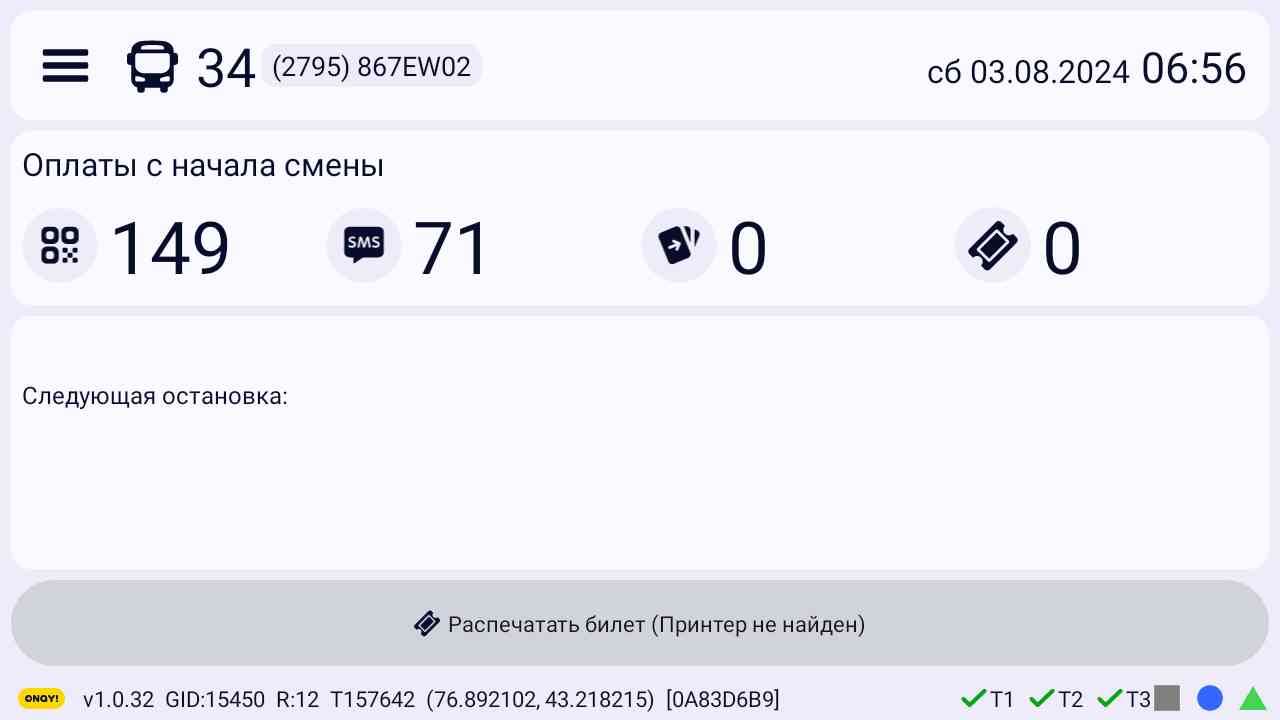 34 (2795) 867EW02 сб 03.08.2024 06:56
Оплаты с начала смены
149 SMS 71 0 0
Следующая остановка:
Распечатать билет (Принтер не найден)
ONAY! v1.0.32 GID:15450 R:12 T157642 (76.892102, 43.218215) [0A83D6B9] T1 T2 T3